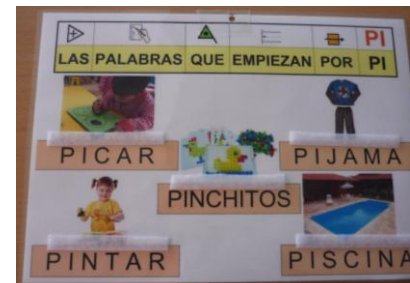 PI
LAS PALABRAS QUE EMPIEZAN POR PI
PICAR
PIJAMA
PINCHITOS
PINTAR
PISCINA